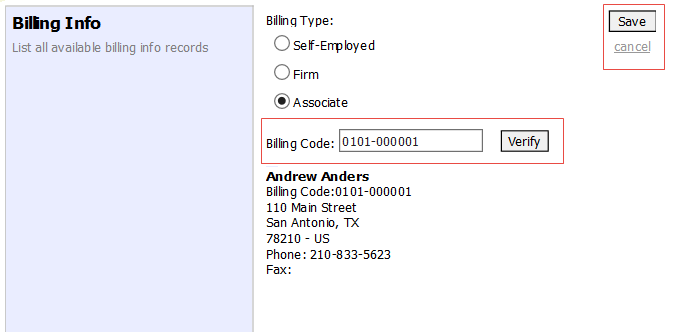 Billing Info
List all available billing info records
Billing Type:
Self-Employed
Firm
Associate
Billing Code: 0101-000001 Verify
Andrew Anders
Billing Code:0101-000001
110 Main Street
San Antonio, TX
78210 - US
Phone: 210-833-5623
Fax:
Save
cancel